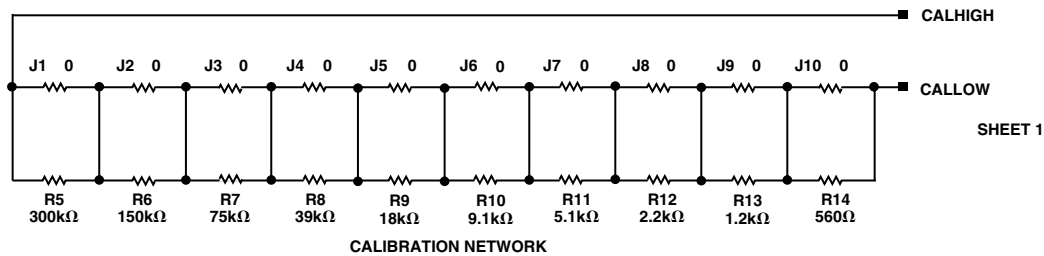 CALHIGH
J1 0 J2 0 J3 0 J4 0 J5 0 J6 0 J7 0 J8 0 J9 0 J10 0
CALLOW
SHEET 1
R5 R6 R7 R8 R9 R10 R11 R12 R13 R14
300kΩ 150kΩ 75kΩ 39kΩ 18kΩ 9.1kΩ 5.1kΩ 2.2kΩ 1.2kΩ 560Ω
CALIBRATION NETWORK